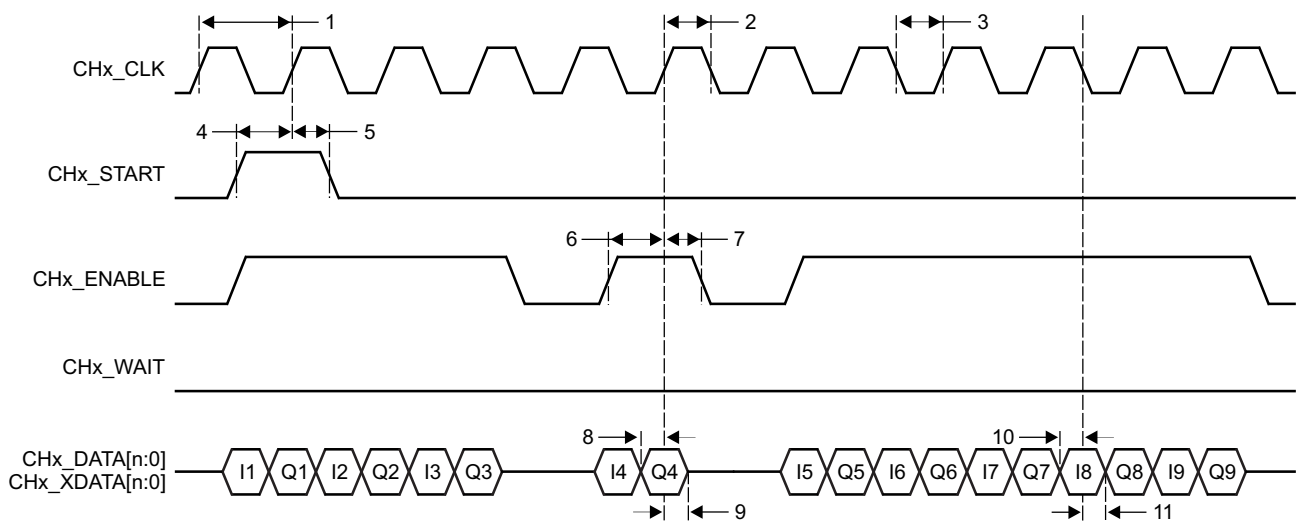 1
2
3
CHx_CLK
4
5
CHx_START
6
7
CHx_ENABLE
CHx_WAIT
8
10
CHx_DATA[n:0]
CHx_XDATA[n:0]
I1 Q1 I2 Q2 I3 Q3 I4 Q4 I5 Q5 I6 Q6 I7 Q7 I8 Q8 I9 Q9
9
11